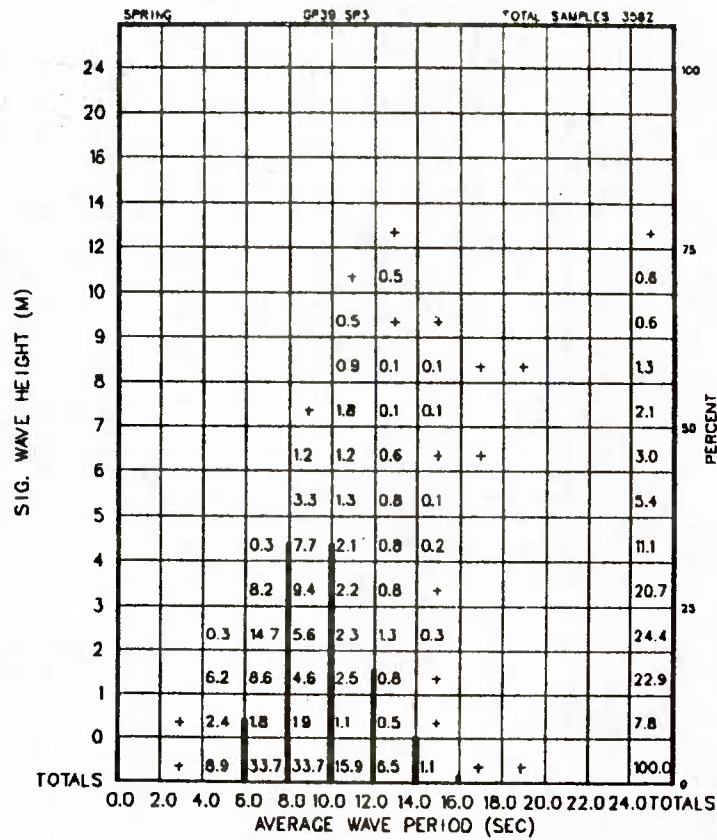 SPRING GP39 SP3 TOTAL SAMPLES 3582
24 100
20
16
14
12 + + 75
10 + 0.5 0.6
9 0.5 + + 0.6
8 0.9 0.1 0.1 + + 1.3
7 + 1.8 0.1 0.1 2.1
6 1.2 1.2 0.6 + + 3.0 50
5 3.3 1.3 0.8 0.1 5.4
4 0.3 7.7 2.1 0.8 0.2 11.1
3 8.2 9.4 2.2 0.8 + 20.7
2 0.3 14.7 5.6 2.3 1.3 0.3 24.4 25
1 6.2 8.6 4.6 2.5 0.8 + 22.9
0 + 2.4 1.8 1.9 1.1 0.5 + 7.8
TOTALS + 8.9 33.7 33.7 15.9 6.5 1.1 + + 100.0 0
0.0 2.0 4.0 6.0 8.0 10.0 12.0 14.0 16.0 18.0 20.0 22.0 24.0 TOTALS
AVERAGE WAVE PERIOD (SEC)
SIG. WAVE HEIGHT (M)
PERCENT